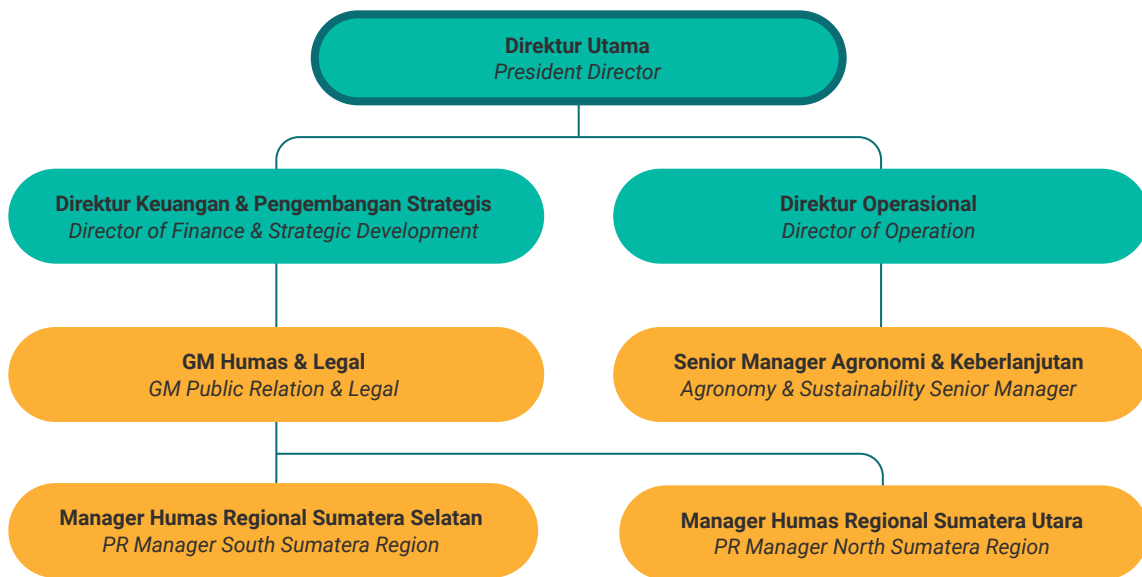 Direktur Utama
President Director
Direktur Keuangan & Pengembangan Strategis
Director of Finance & Strategic Development
Direktur Operasional
Director of Operation
GM Humas & Legal
GM Public Relation & Legal
Senior Manager Agronomi & Keberlanjutan
Agronomy & Sustainability Senior Manager
Manager Humas Regional Sumatera Selatan
PR Manager South Sumatera Region
Manager Humas Regional Sumatera Utara
PR Manager North Sumatera Region